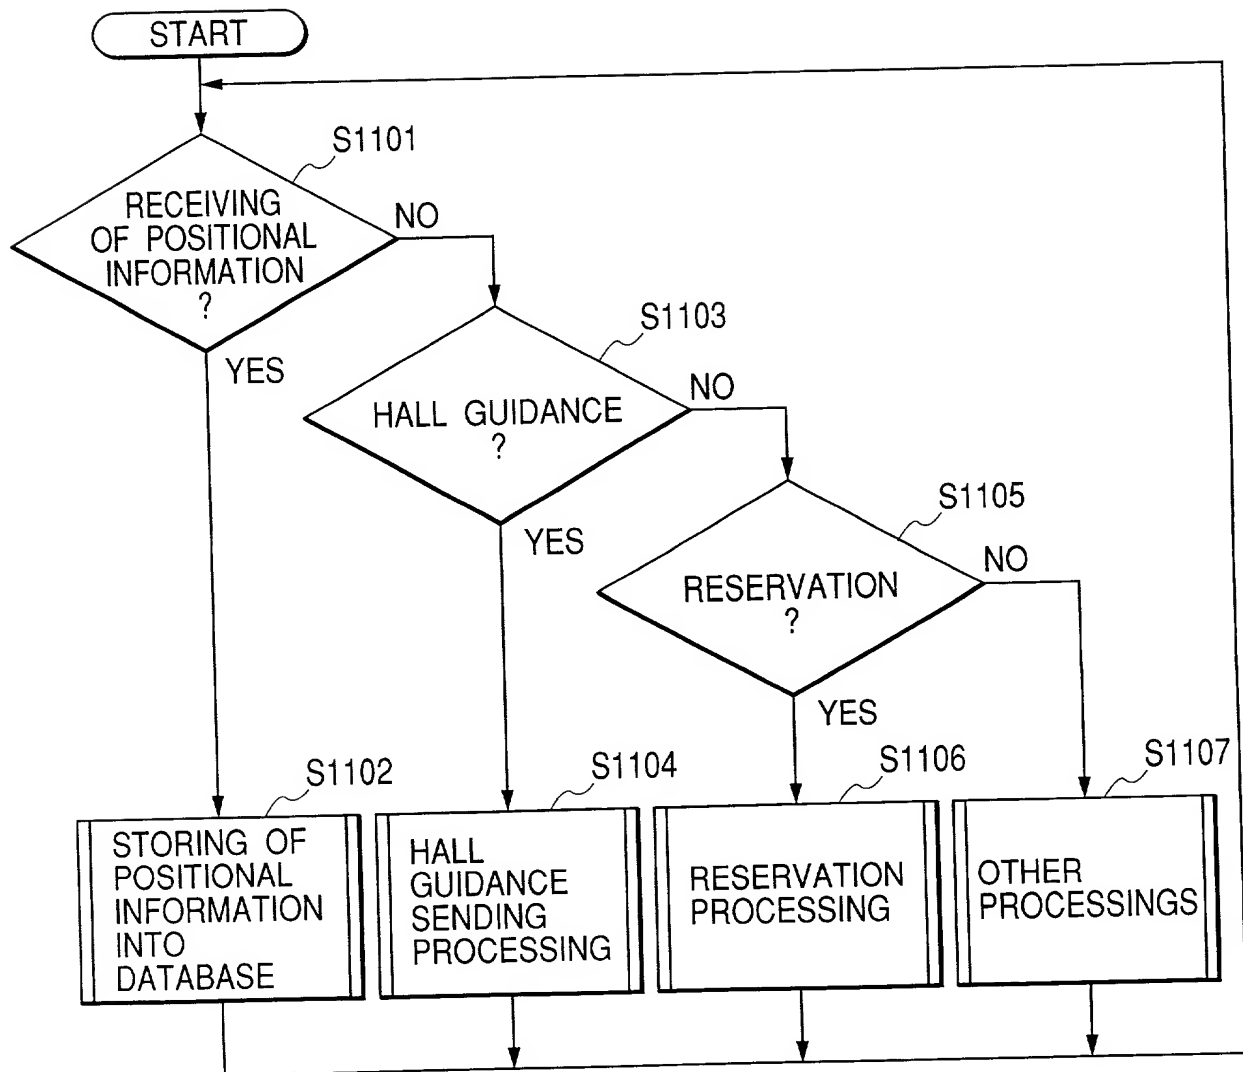 START
S1101
RECEIVING
OF POSITIONAL
INFORMATION
?
NO
YES
S1103
HALL GUIDANCE
?
NO
YES
S1105
RESERVATION
?
NO
YES
S1102
STORING OF
POSITIONAL
INFORMATION
INTO
DATABASE
S1104
HALL
GUIDANCE
SENDING
PROCESSING
S1106
RESERVATION
PROCESSING
S1107
OTHER
PROCESSINGS